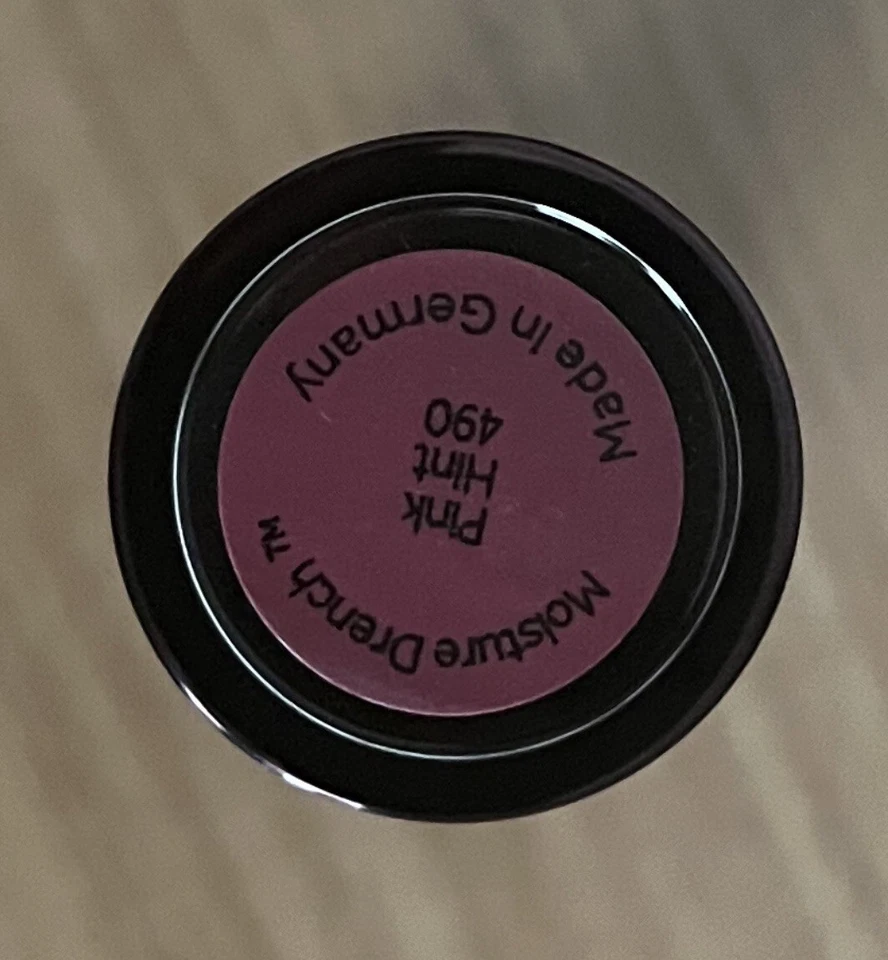 Moisture Drench ™
Pink
Hint
490
Made In Germany